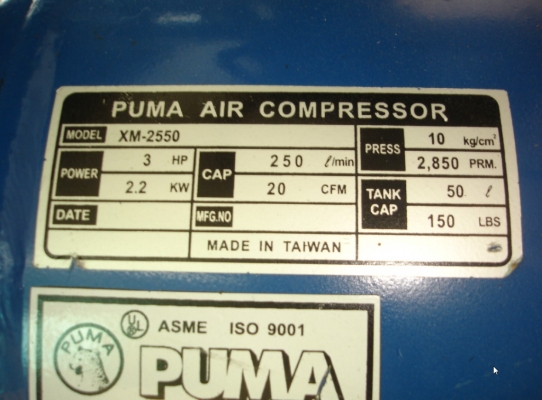 PUMA AIR COMPRESSOR
MODEL XM-2550
PRESS 10 kg/cm²
2,850 PRM.
POWER 3 HP
2.2 KW
CAP 250 ℓ/min
20 CFM
TANK CAP 50 ℓ
150 LBS
DATE
MFG.NO
MADE IN TAIWAN
PUMA
UL ASME ISO 9001
PUMA